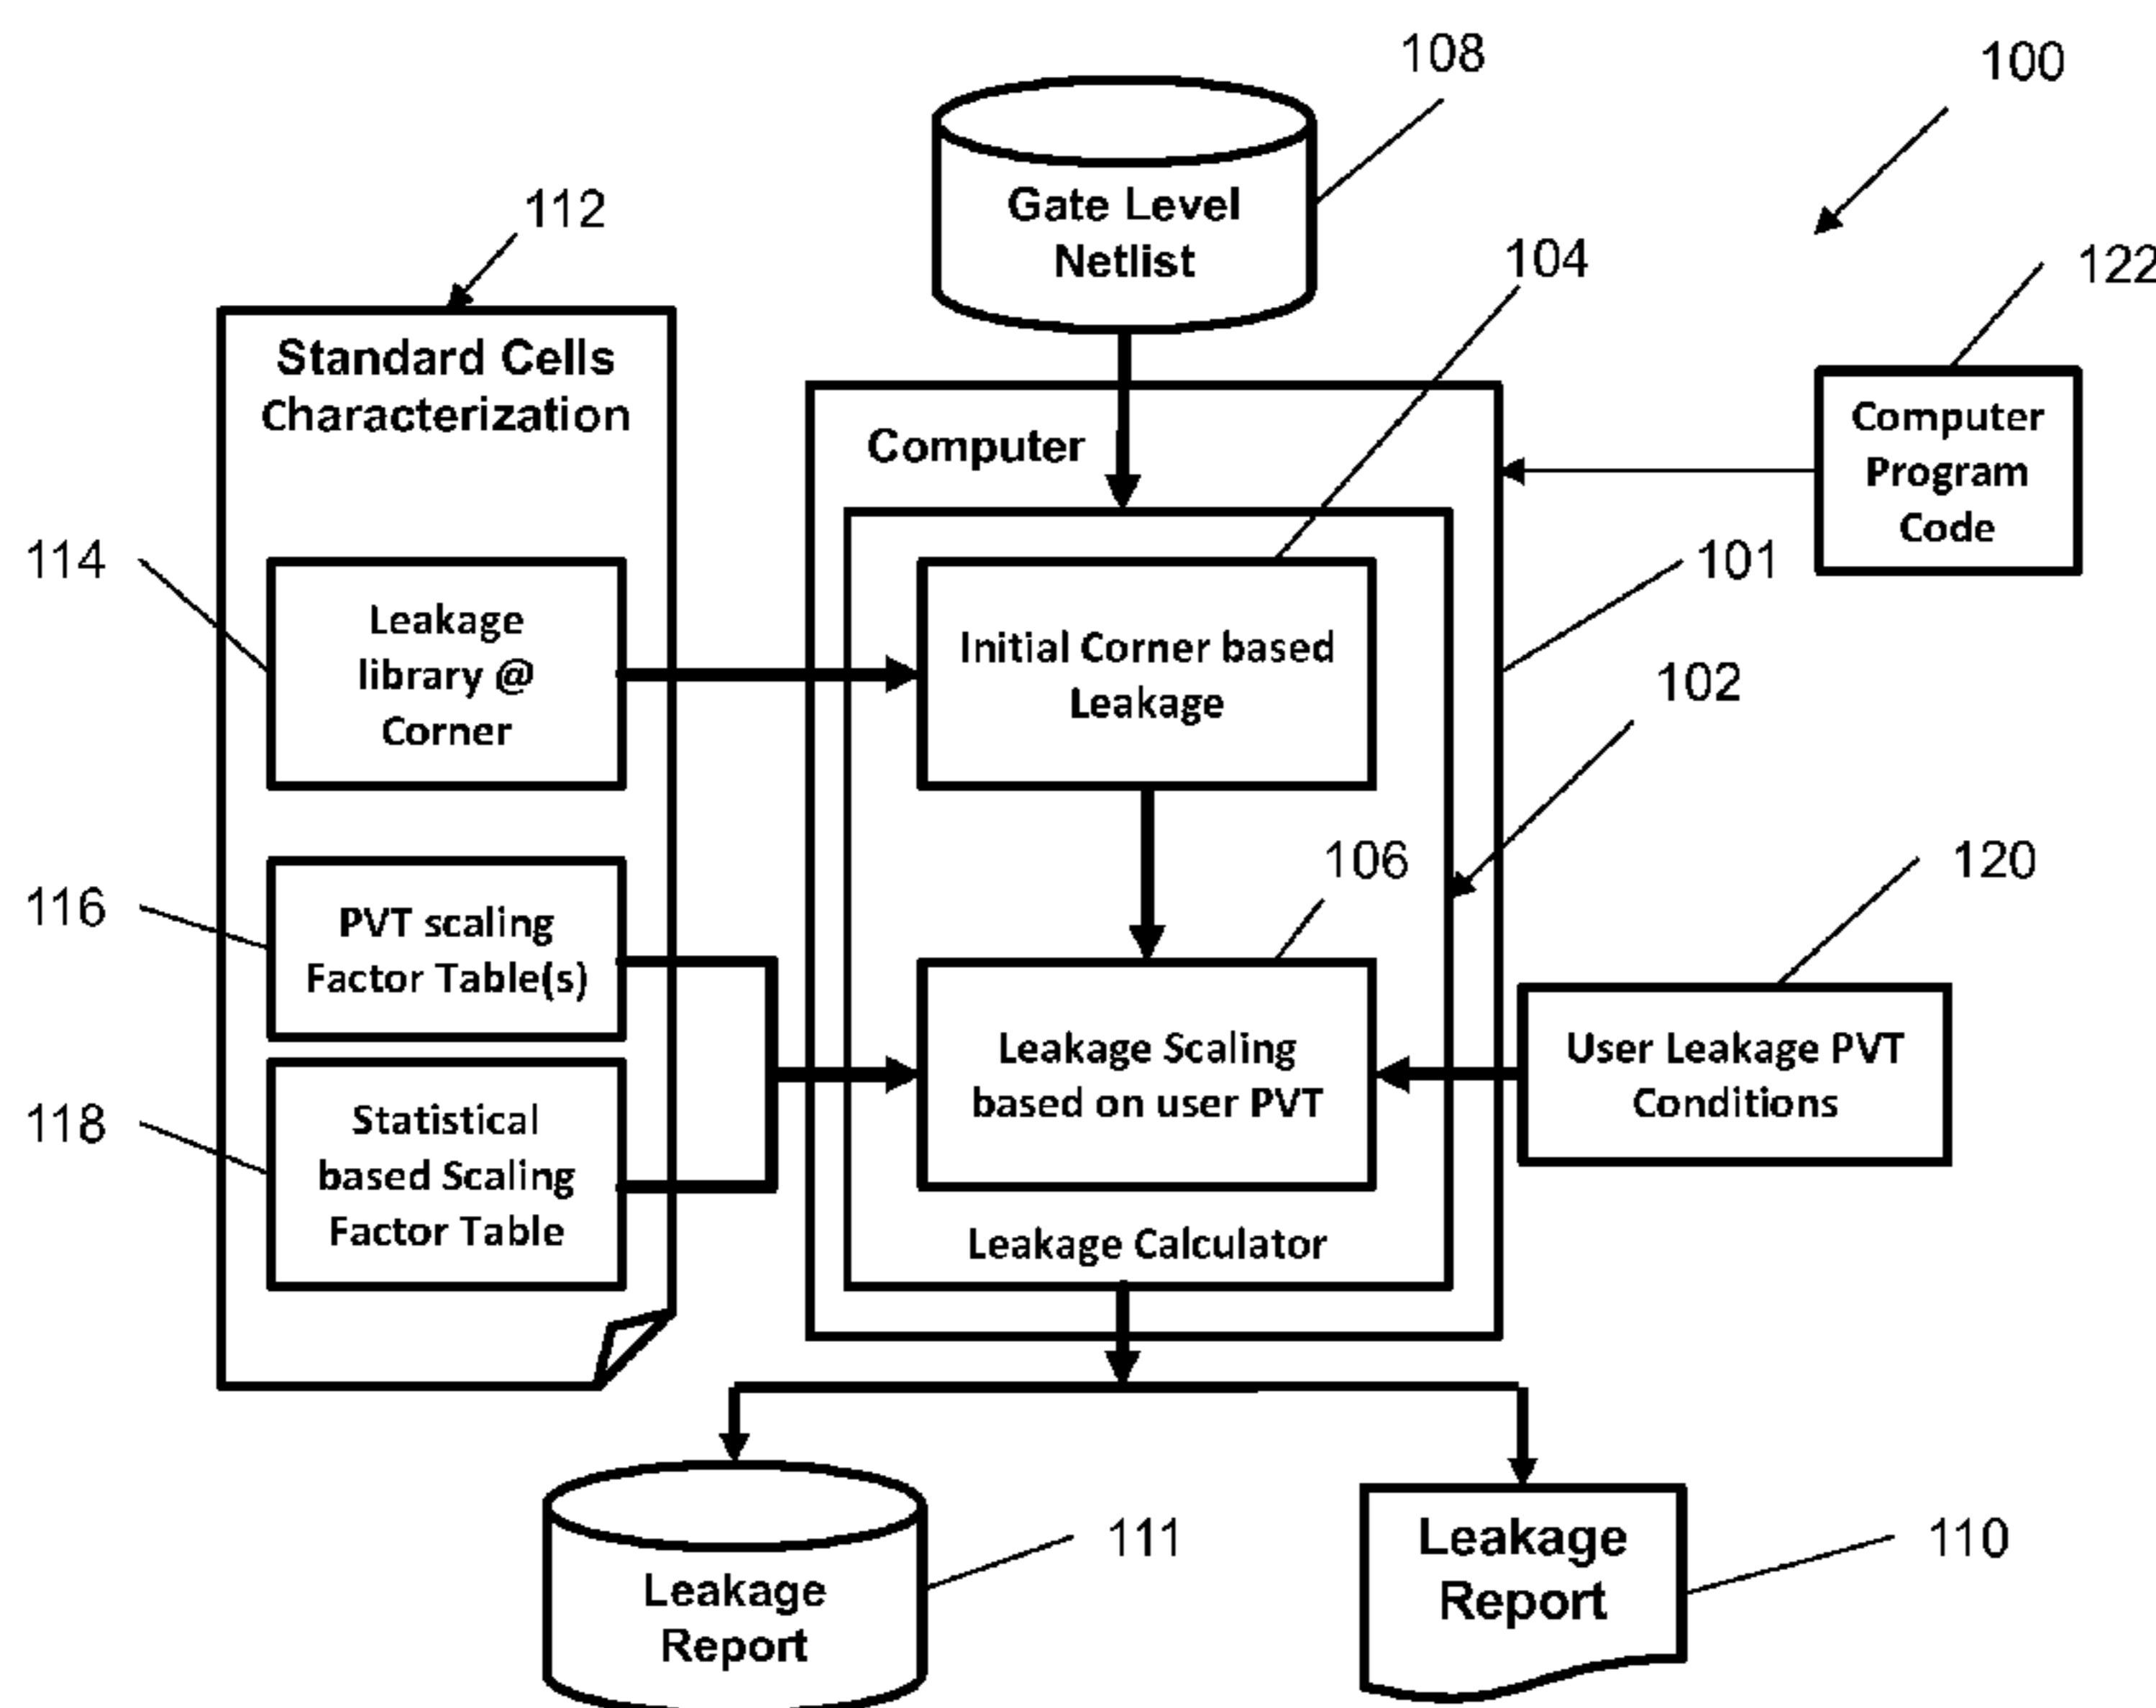 108
100
Gate Level
Netlist
112
104
122
Standard Cells
Characterization
Computer
Computer
Program
Code
114
101
Leakage
library @
Corner
Initial Corner based
Leakage
102
116
PVT scaling
Factor Table(s)
106
120
Leakage Scaling
based on user PVT
User Leakage PVT
Conditions
118
Statistical
based Scaling
Factor Table
Leakage Calculator
111
Leakage
Report
110
Leakage
Report